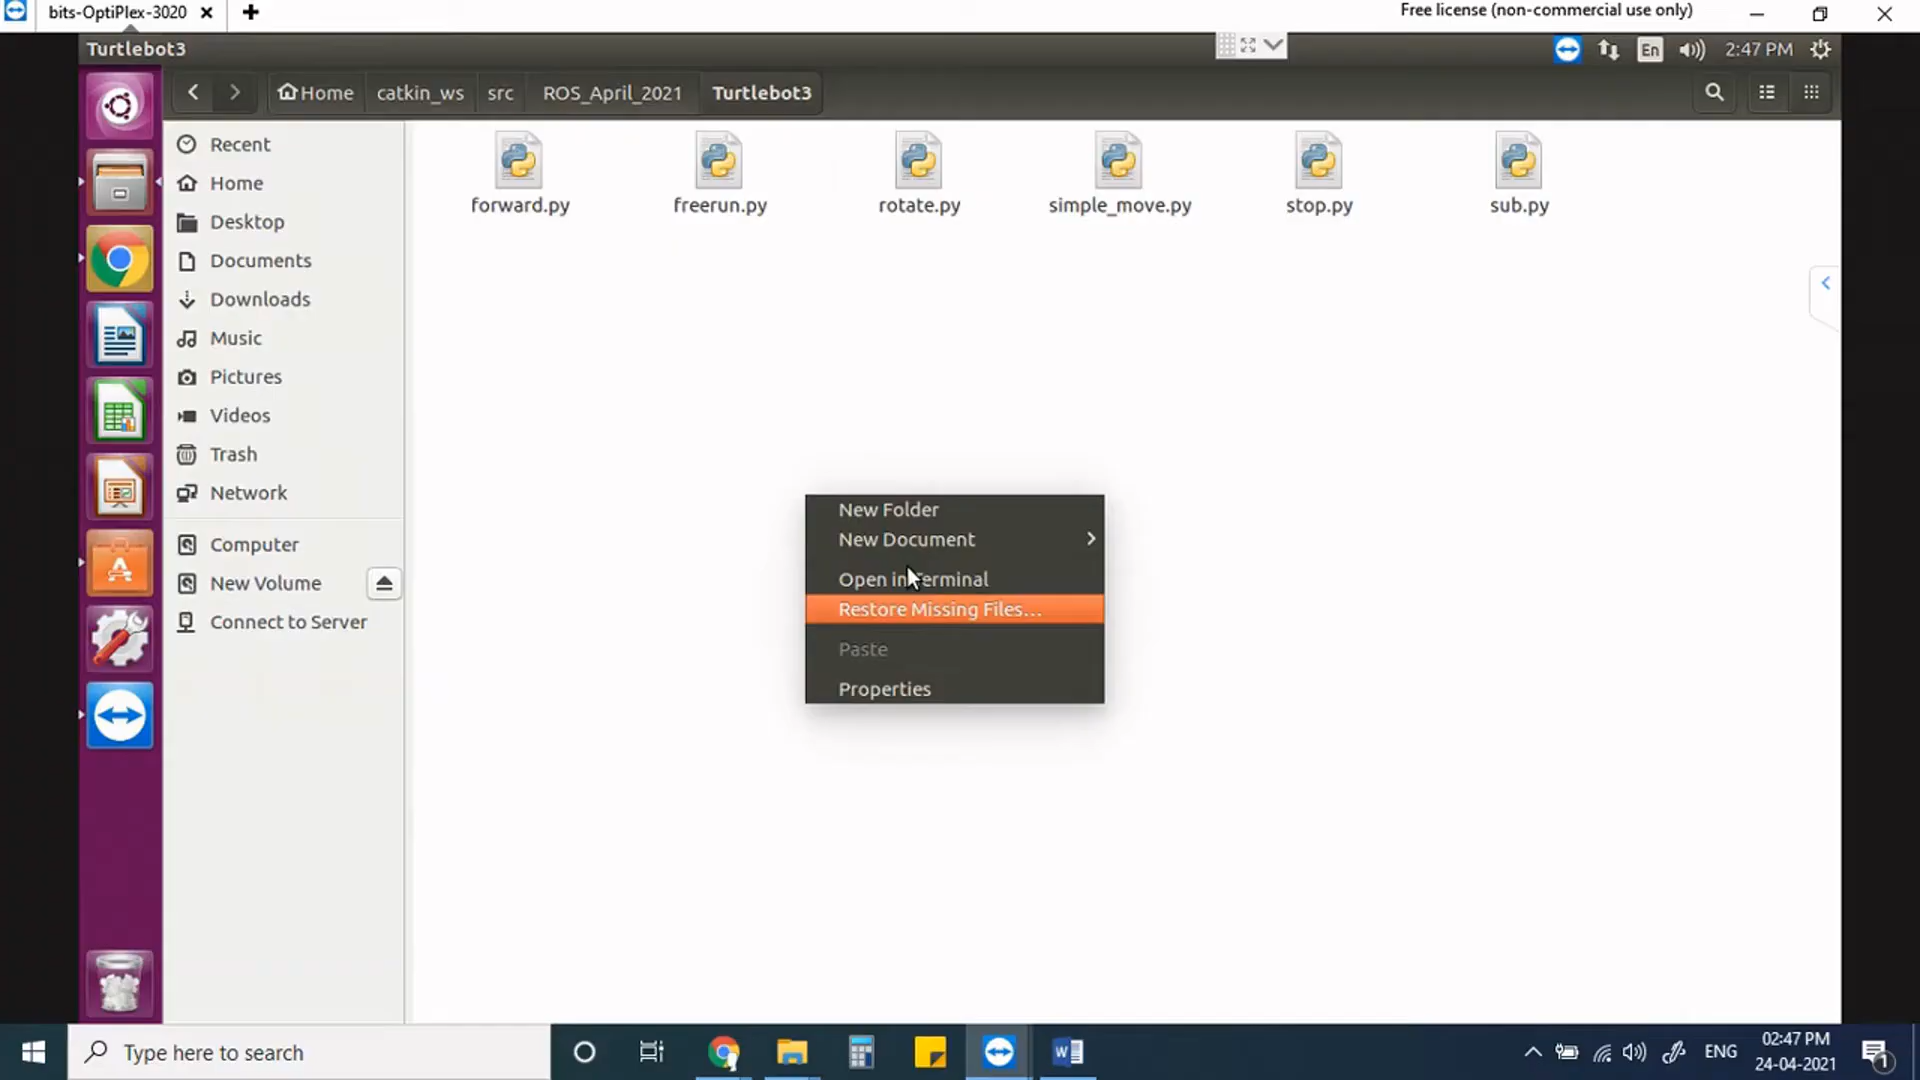 bits-OptiPlex-3020
Free license (non-commercial use only)
Turtlebot3
En
2:47 PM
Home
catkin_ws
src
ROS_April_2021
Turtlebot3
Recent
Home
Desktop
Documents
Downloads
Music
Pictures
Videos
Trash
Network
Computer
New Volume
Connect to Server
forward.py
freerun.py
rotate.py
simple_move.py
stop.py
sub.py
New Folder
New Document
Open in Terminal
Restore Missing Files...
Paste
Properties
Type here to search
ENG
02:47 PM
24-04-2021
1